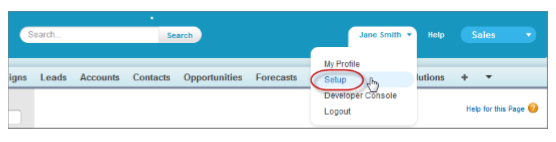 Search... Search Jane Smith Help Sales
My Profile
igns Leads Accounts Contacts Opportunities Forecasts Setup lutions +
Developer Console
Logout Help for this Page ?